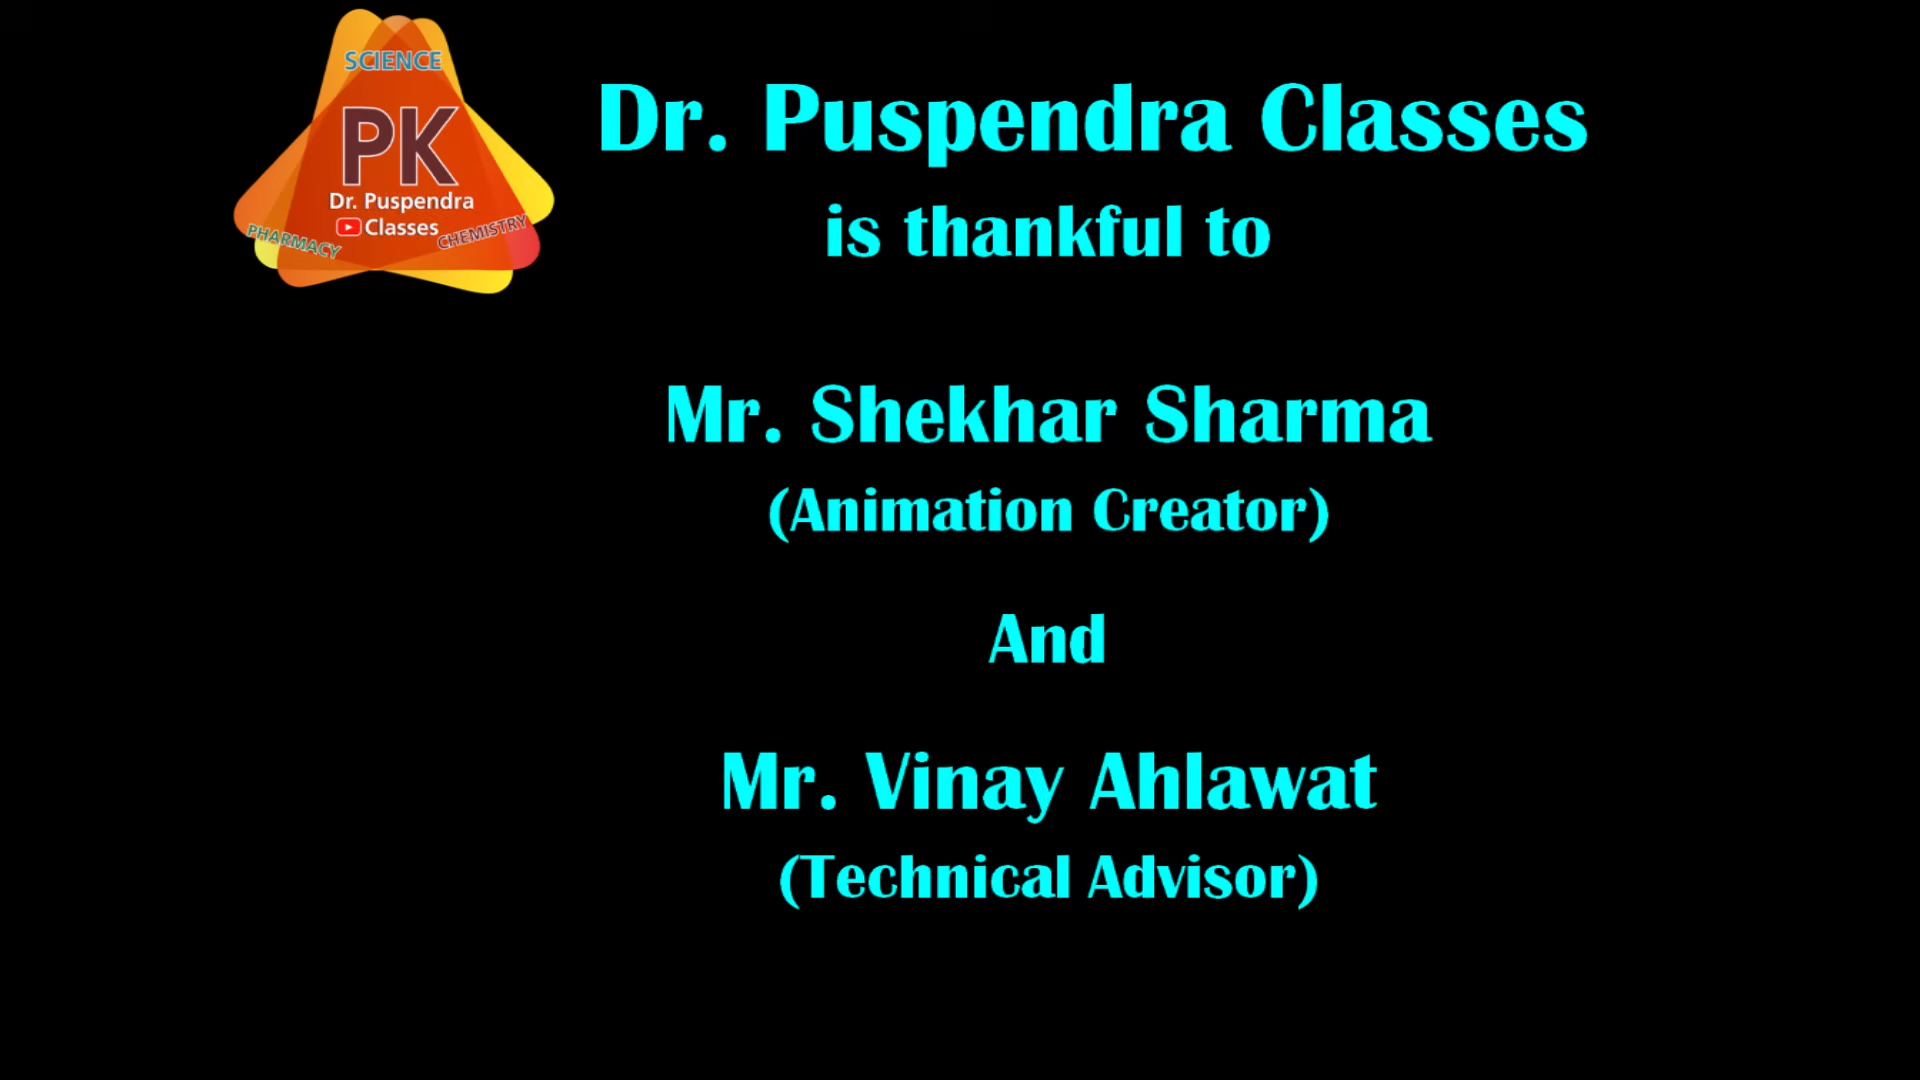 SCIENCE
PK
Dr. Puspendra
Classes
PHARMACY
CHEMISTRY
Dr. Puspendra Classes
is thankful to
Mr. Shekhar Sharma
(Animation Creator)
And
Mr. Vinay Ahlawat
(Technical Advisor)